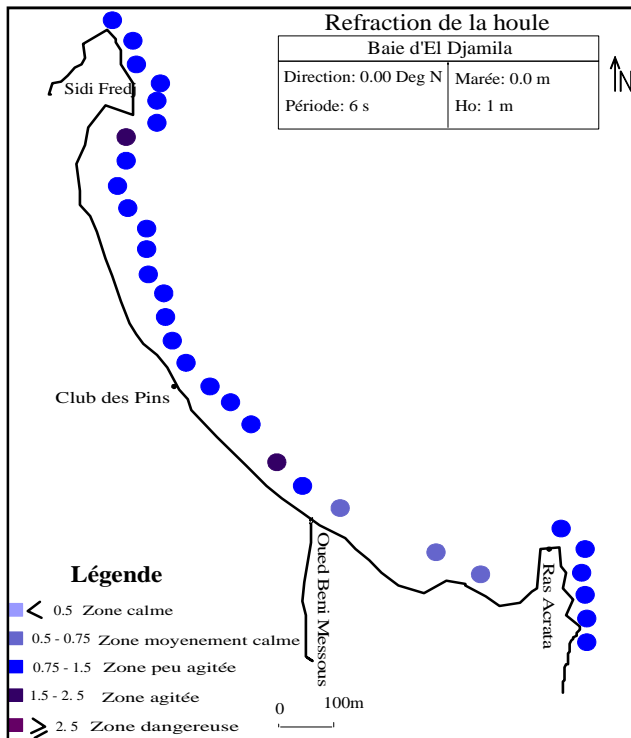 Refraction de la houle
Baie d'El Djamila
Direction: 0.00 Deg N
Marée: 0.0 m
Période: 6 s
Ho: 1 m
N
Sidi Fredj
Club des Pins
Oued Beni Messous
Ras Acrata
Légende
< 0.5 Zone calme
0.5 - 0.75 Zone moyenement calme
0.75 - 1.5 Zone peu agitée
1.5 - 2. 5 Zone agitée
⩾ 2. 5 Zone dangereuse
0 100m